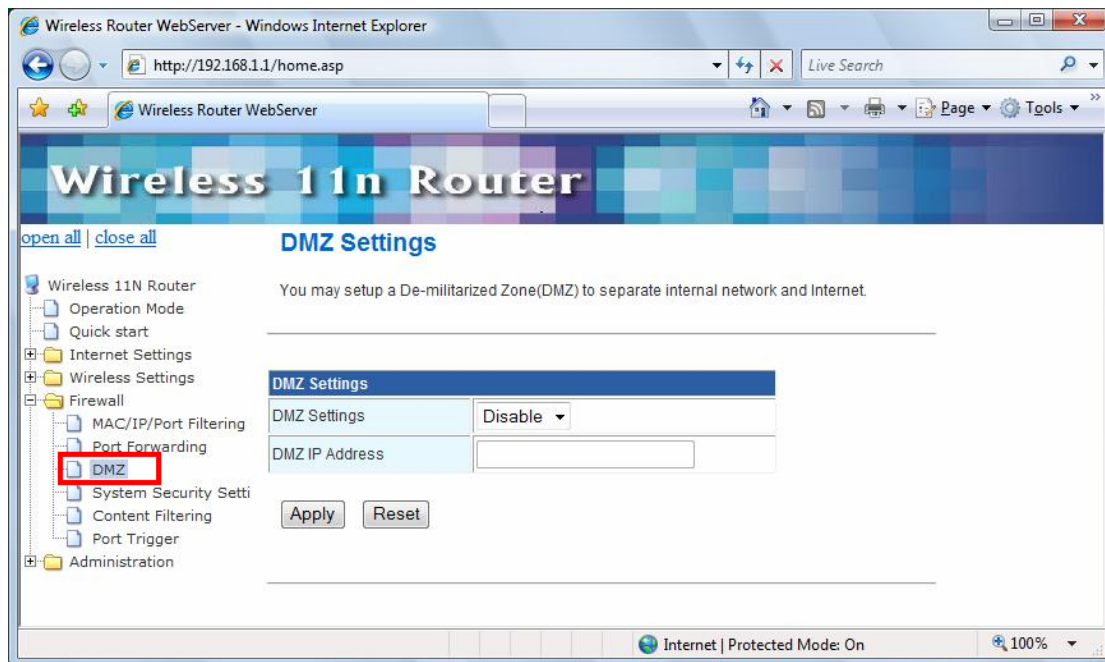 Wireless Router WebServer - Windows Internet Explorer
http://192.168.1.1/home.asp
Live Search
Wireless Router WebServer
Page
Tools
Wireless 11n Router
open all | close all
DMZ Settings
Wireless 11N Router
Operation Mode
Quick start
Internet Settings
Wireless Settings
Firewall
MAC/IP/Port Filtering
Port Forwarding
DMZ
System Security Setti
Content Filtering
Port Trigger
Administration
You may setup a De-militarized Zone(DMZ) to separate internal network and Internet.
DMZ Settings
DMZ Settings Disable
DMZ IP Address
Apply Reset
Internet | Protected Mode: On
100%